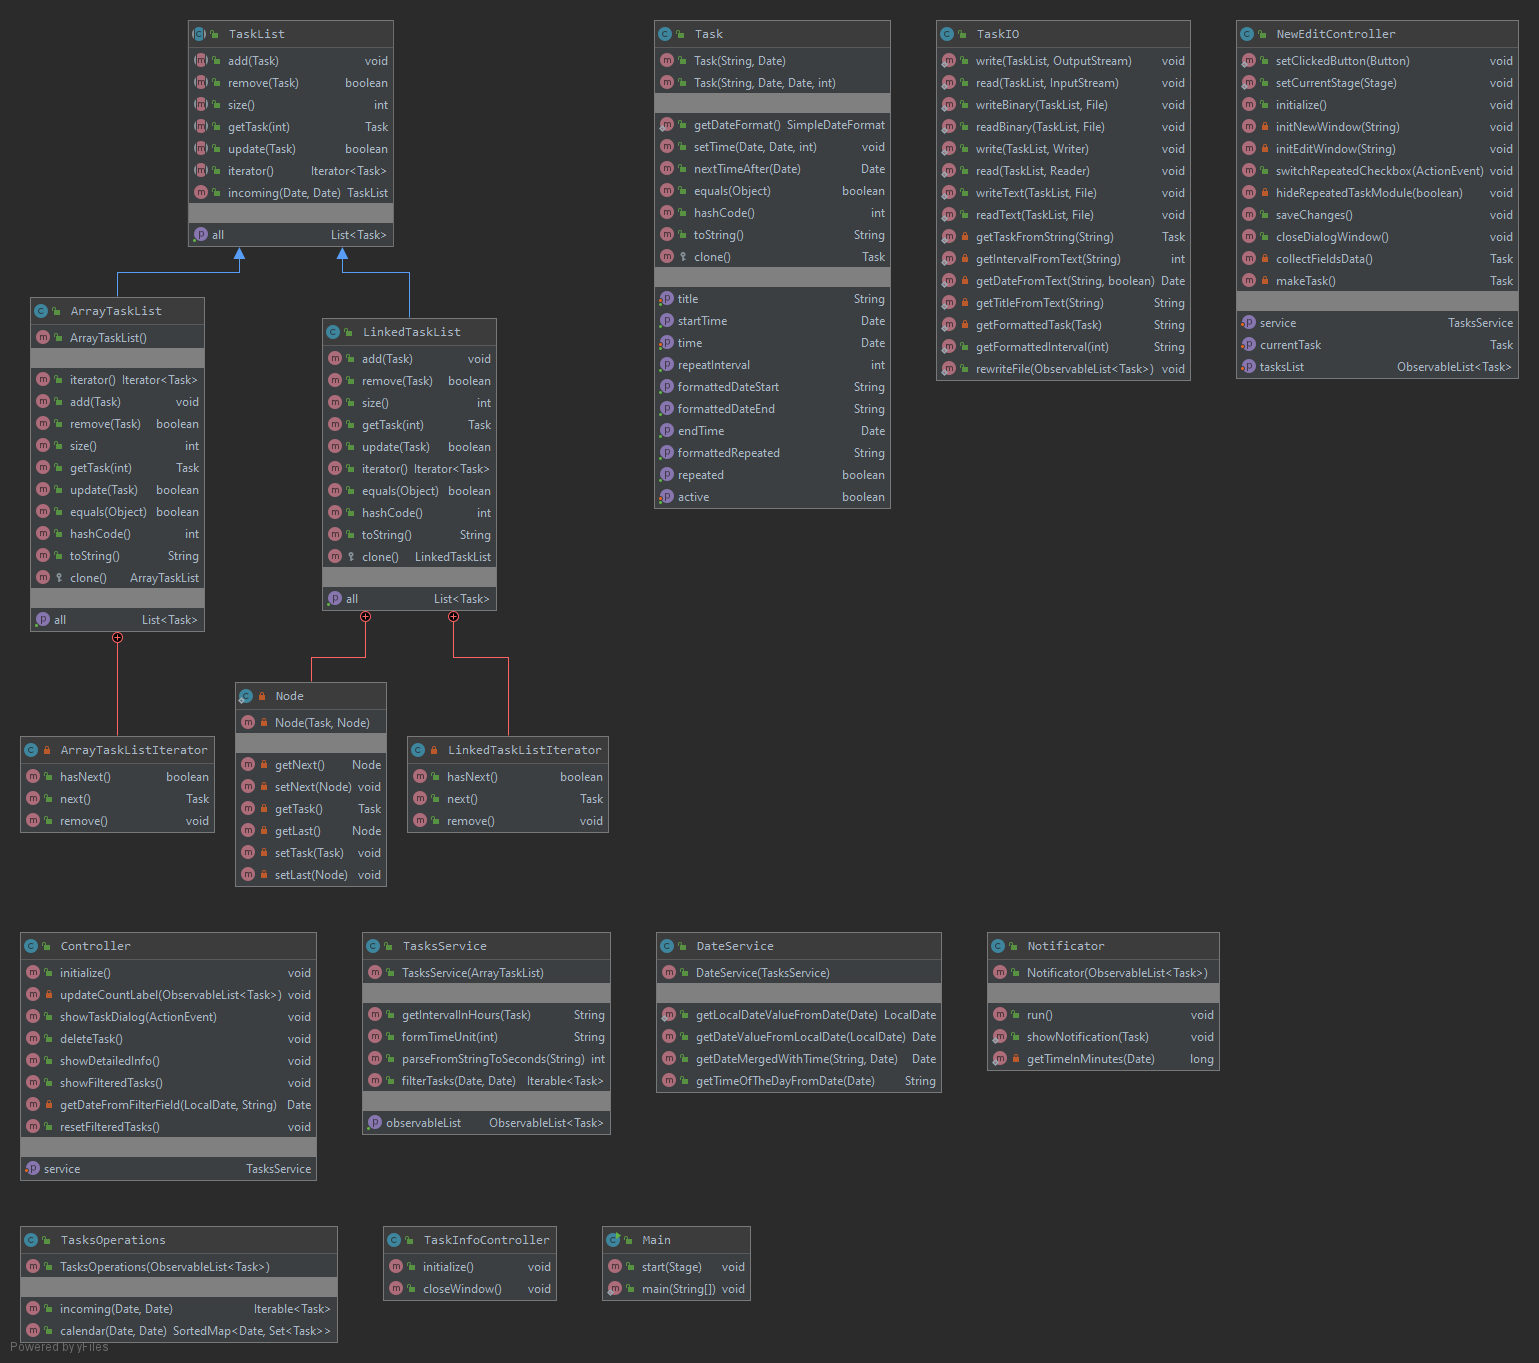 TaskList
add(Task) void
remove(Task) boolean
size() int
getTask(int) Task
update(Task) boolean
iterator() Iterator<Task>
incoming(Date, Date) TaskList
all List<Task>
Task
Task(String, Date)
Task(String, Date, Date, int)
getDateFormat() SimpleDateFormat
setTime(Date, Date, int) void
nextTimeAfter(Date) Date
equals(Object) boolean
hashCode() int
toString() String
clone() Task
title String
startTime Date
time Date
repeatInterval int
formattedDateStart String
formattedDateEnd String
endTime Date
formattedRepeated String
repeated boolean
active boolean
TaskIO
write(TaskList, OutputStream) void
read(TaskList, InputStream) void
writeBinary(TaskList, File) void
readBinary(TaskList, File) void
write(TaskList, Writer) void
read(TaskList, Reader) void
writeText(TaskList, File) void
readText(TaskList, File) void
getTaskFromString(String) Task
getIntervalFromText(String) int
getDateFromText(String, boolean) Date
getTitleFromText(String) String
getFormattedTask(Task) String
getFormattedInterval(int) String
rewriteFile(ObservableList<Task>) void
NewEditController
setClickedButton(Button) void
setCurrentStage(Stage) void
initialize() void
initNewWindow(String) void
initEditWindow(String) void
switchRepeatedCheckbox(ActionEvent) void
hideRepeatedTaskModule(boolean) void
saveChanges() void
closeDialogWindow() void
collectFieldsData() Task
makeTask() Task
service TasksService
currentTask Task
tasksList ObservableList<Task>
ArrayTaskList
ArrayTaskList()
iterator() Iterator<Task>
add(Task) void
remove(Task) boolean
size() int
getTask(int) Task
update(Task) boolean
equals(Object) boolean
hashCode() int
toString() String
clone() ArrayTaskList
all List<Task>
LinkedTaskList
add(Task) void
remove(Task) boolean
size() int
getTask(int) Task
update(Task) boolean
iterator() Iterator<Task>
equals(Object) boolean
hashCode() int
toString() String
clone() LinkedTaskList
all List<Task>
ArrayTaskListIterator
hasNext() boolean
next() Task
remove() void
Node
Node(Task, Node)
getNext() Node
setNext(Node) void
getTask() Task
getLast() Node
setTask(Task) void
setLast(Node) void
LinkedTaskListIterator
hasNext() boolean
next() Task
remove() void
Controller
initialize() void
updateCountLabel(ObservableList<Task>) void
showTaskDialog(ActionEvent) void
deleteTask() void
showDetailedInfo() void
showFilteredTasks() void
getDateFromFilterField(LocalDate, String) Date
resetFilteredTasks() void
service TasksService
TasksService
TasksService(ArrayTaskList)
getIntervalInHours(Task) String
formTimeUnit(int) String
parseFromStringToSeconds(String) int
filterTasks(Date, Date) Iterable<Task>
observableList ObservableList<Task>
DateService
DateService(TasksService)
getLocalDateValueFromDate(Date) LocalDate
getDateValueFromLocalDate(LocalDate) Date
getDateMergedWithTime(String, Date) Date
getTimeOfTheDayFromDate(Date) String
Notificator
Notificator(ObservableList<Task>)
run() void
showNotification(Task) void
getTimeInMinutes(Date) long
TasksOperations
TasksOperations(ObservableList<Task>)
incoming(Date, Date) Iterable<Task>
calendar(Date, Date) SortedMap<Date, Set<Task>>
TaskInfoController
initialize() void
closeWindow() void
Main
start(Stage) void
main(String[]) void
Powered by yFiles